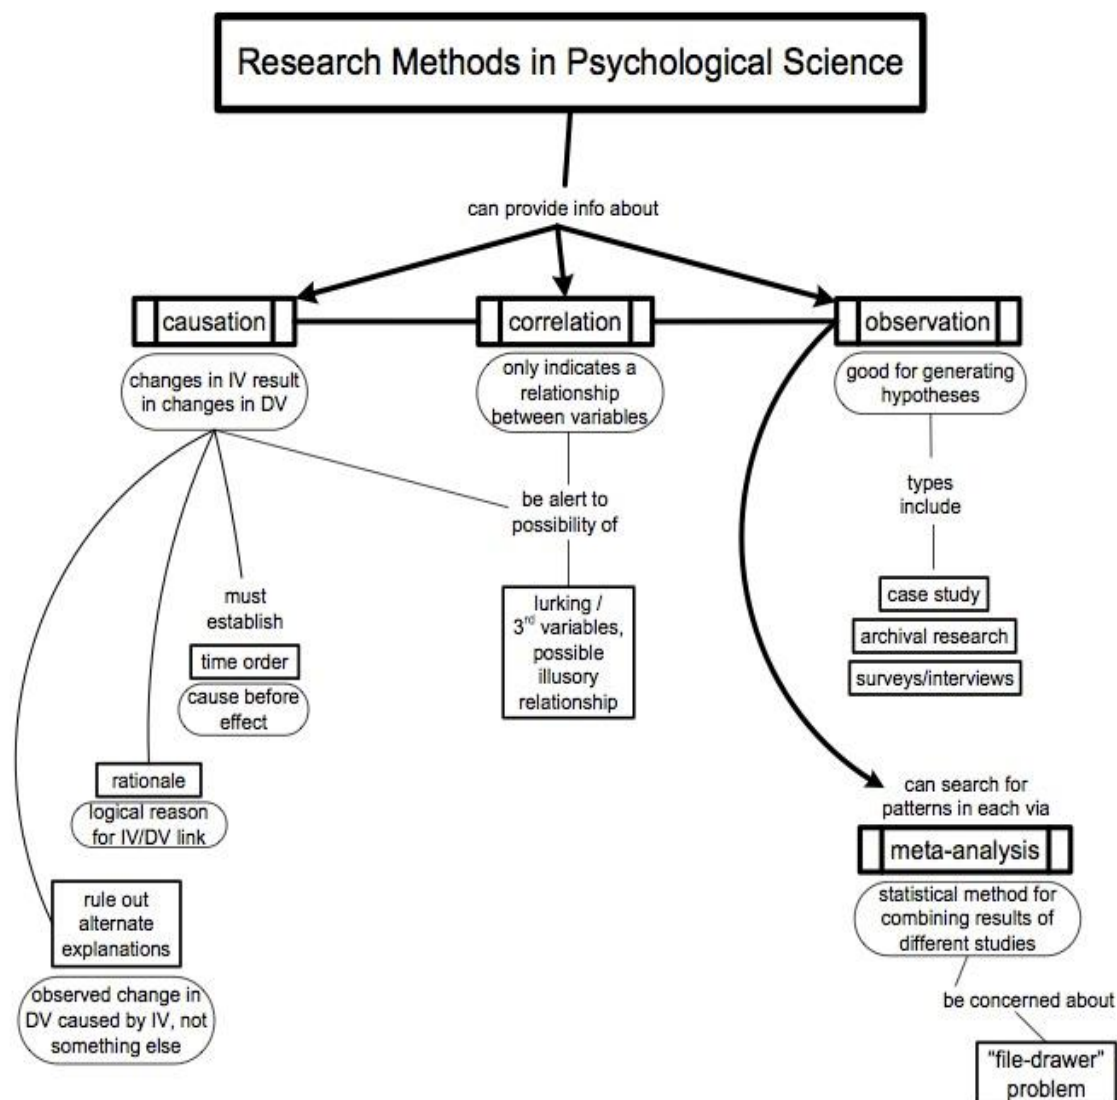 Research Methods in Psychological Science
can provide info about
causation
correlation
observation
changes in IV result
in changes in DV
only indicates a
relationship
between variables
good for generating
hypotheses
be alert to
possibility of
types
include
must
establish
time order
cause before
effect
lurking /
3rd variables,
possible
illusory
relationship
case study
archival research
surveys/interviews
rationale
logical reason
for IV/DV link
can search for
patterns in each via
meta-analysis
statistical method for
combining results of
different studies
rule out
alternate
explanations
observed change in
DV caused by IV, not
something else
be concerned about
"file-drawer"
problem